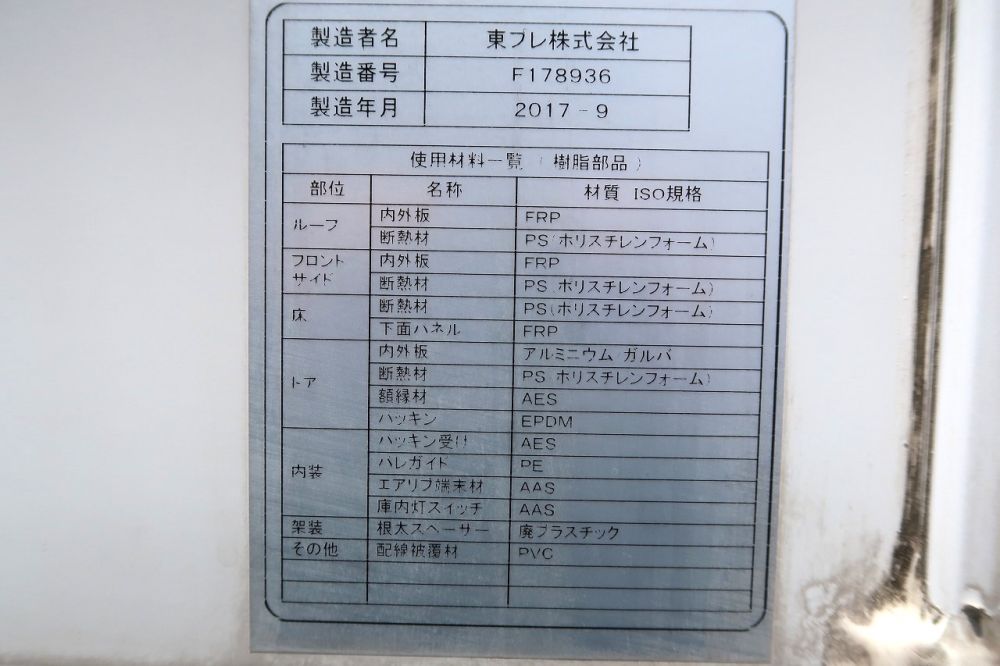 製造者名 東プレ株式会社
製造番号 F178936
製造年月 2017-9
使用材料一覧 (樹脂部品)
部位 名称 材質 ISO規格
ルーフ 内外板 FRP
断熱材 PS(ポリスチレンフォーム)
フロント サイド 内外板 FRP
断熱材 PS(ポリスチレンフォーム)
床 断熱材 PS(ポリスチレンフォーム)
下面パネル FRP
ドア 内外板 アルミニウム ガルバ
断熱材 PS(ポリスチレンフォーム)
額縁材 AES
パッキン EPDM
内装 パッキン受け AES
パレガイド PE
エアリブ端末材 AAS
庫内灯スイッチ AAS
架装 根太スペーサー 廃プラスチック
その他 配線被覆材 PVC